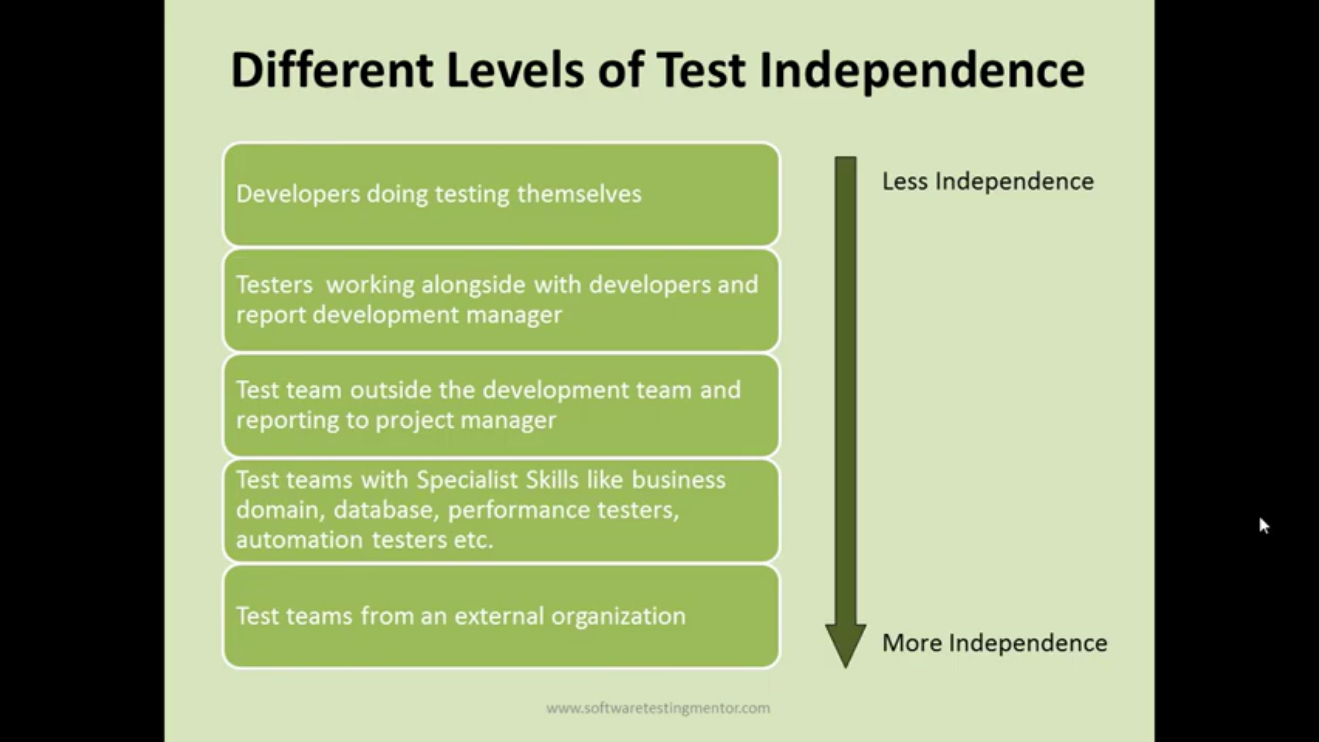 Different Levels of Test Independence
Developers doing testing themselves
Less Independence
Testers  working alongside with developers and
report development manager
Test team outside the development team and
reporting to project manager
Test teams with Specialist Skills like business
domain, database, performance testers,
automation testers etc.
Test teams from an external organization
More Independence
www.softwaretestingmentor.com